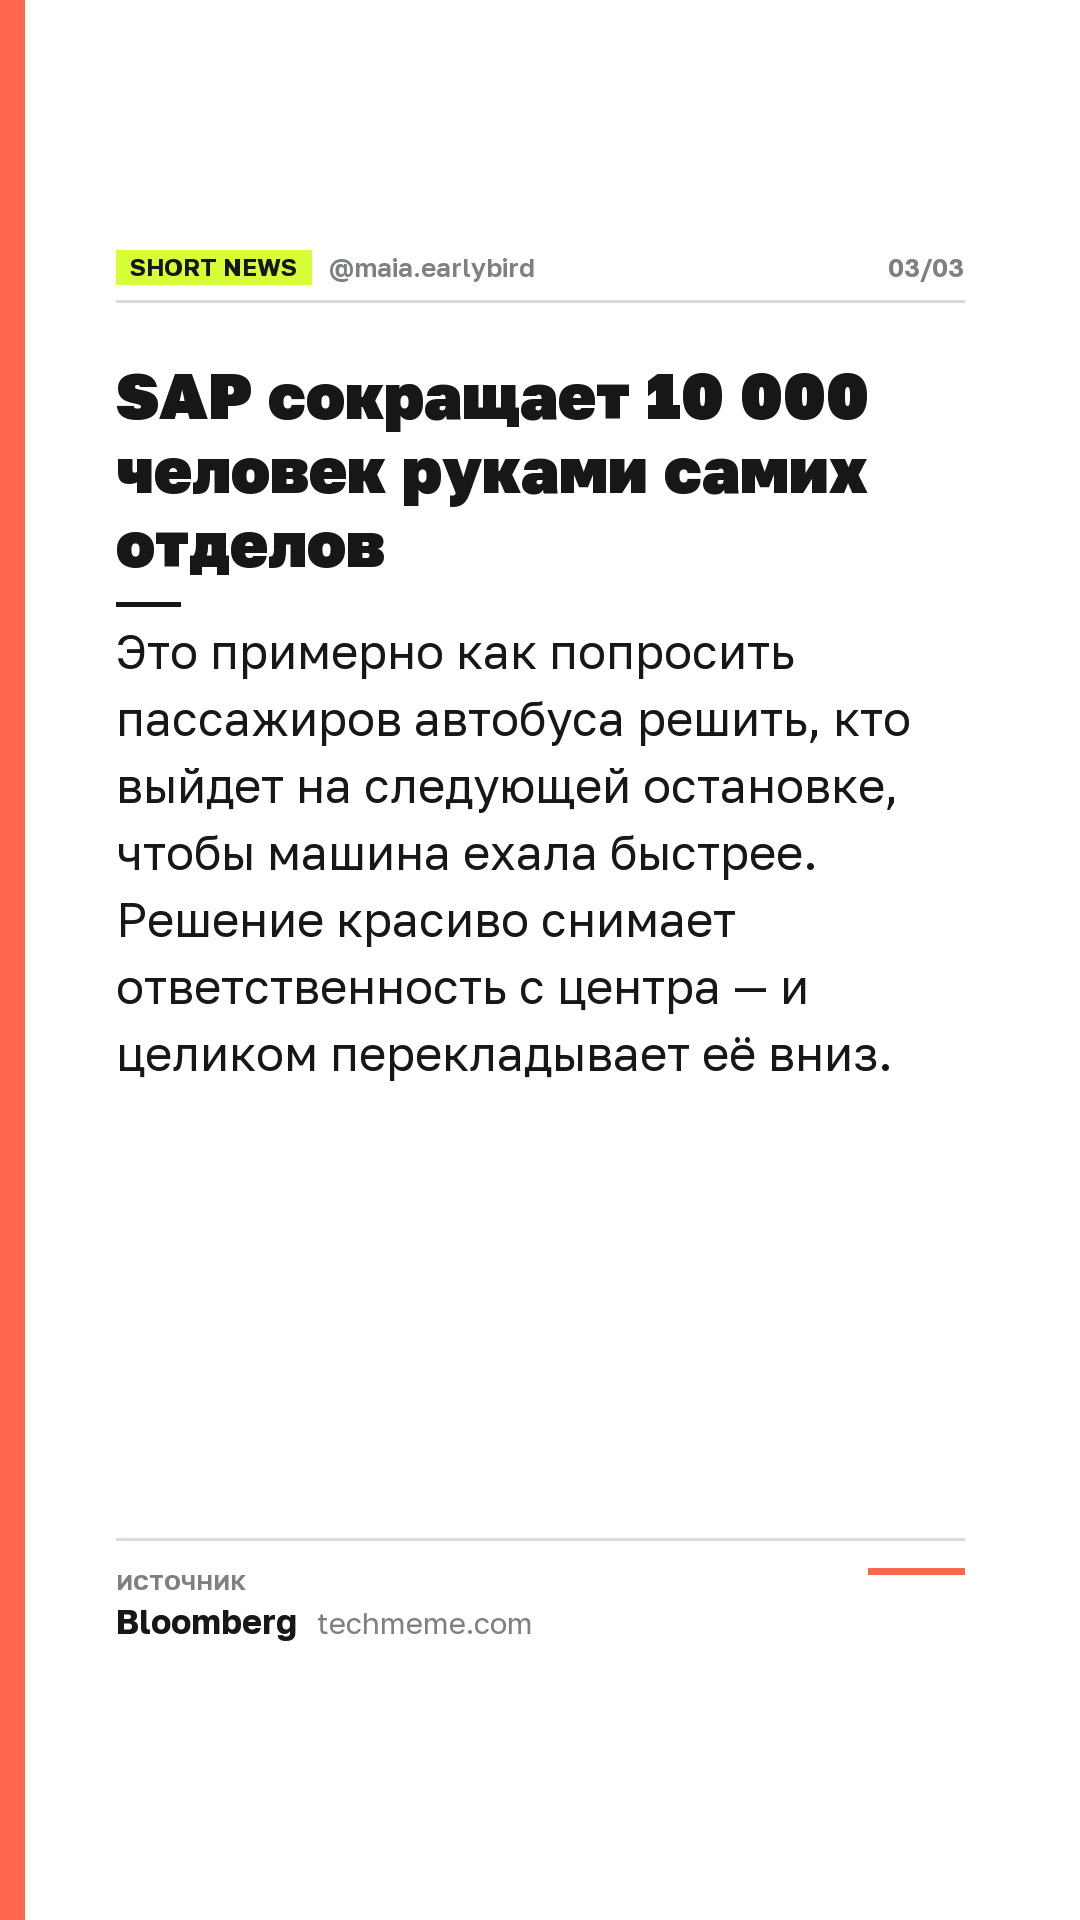 SHORT NEWS @maia.earlybird 03/03
SAP сокращает 10 000
человек руками самих
отделов
Это примерно как попросить
пассажиров автобуса решить, кто
выйдет на следующей остановке,
чтобы машина ехала быстрее.
Решение красиво снимает
ответственность с центра — и
целиком перекладывает её вниз.
источник
Bloomberg techmeme.com